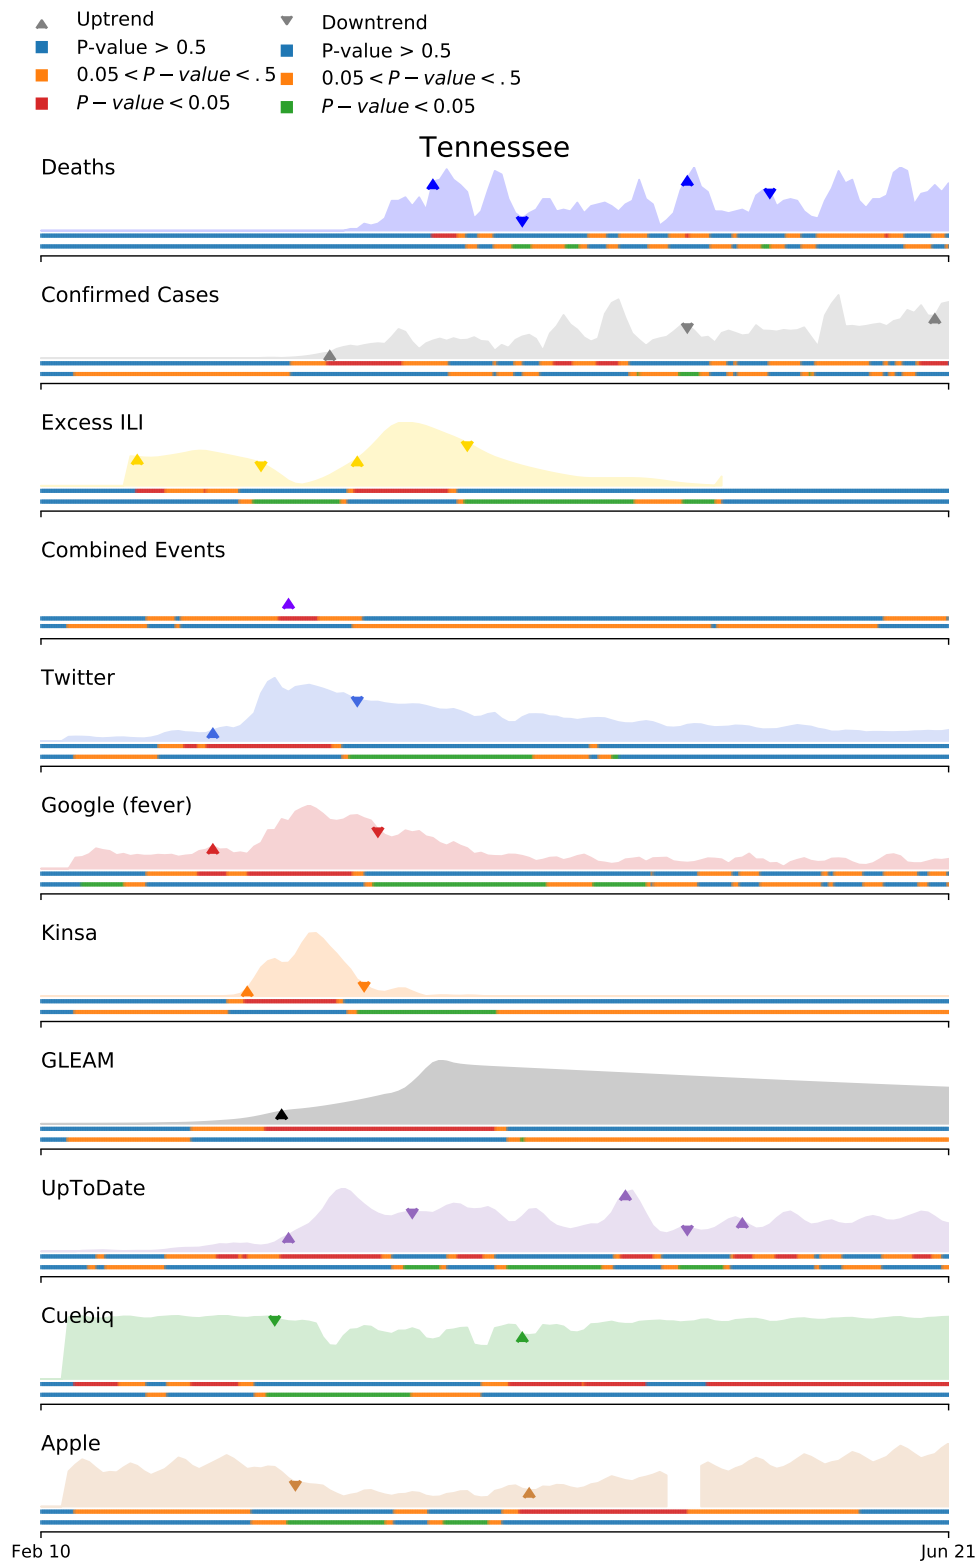 Uptrend
P-value > 0.5
0.05 < P − value < .5
P − value < 0.05
Downtrend
P-value > 0.5
0.05 < P − value < .5
P − value < 0.05
Tennessee
Deaths
Confirmed Cases
Excess ILI
Combined Events
Twitter
Google (fever)
Kinsa
GLEAM
UpToDate
Cuebiq
Apple
Feb 10
Jun 21